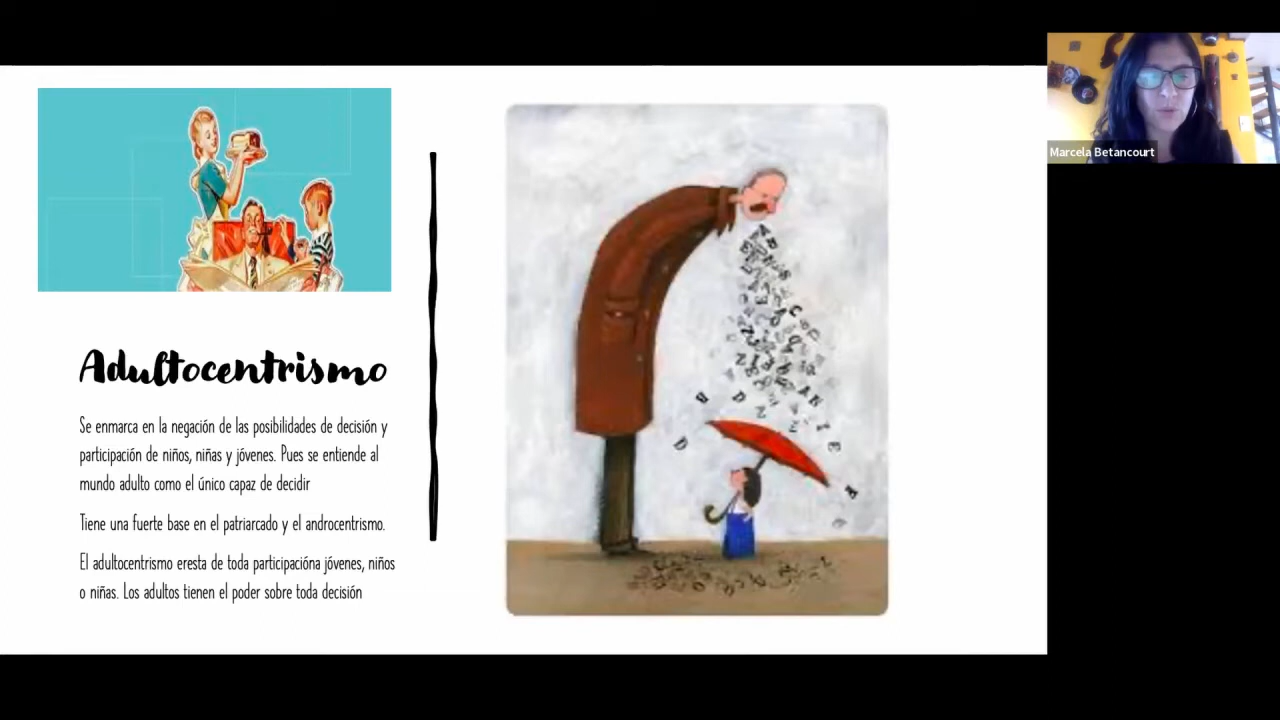 Adultocentrismo
Se enmarca en la negación de las posibilidades de decisión y
participación de niños, niñas y jóvenes. Pues se entiende al
mundo adulto como el único capaz de decidir
Tiene una fuerte base en el patriarcado y el androcentrismo.
El adultocentrismo eresta de toda participacióna jóvenes, niños
o niñas. Los adultos tienen el poder sobre toda decisión
Marcela Betancourt